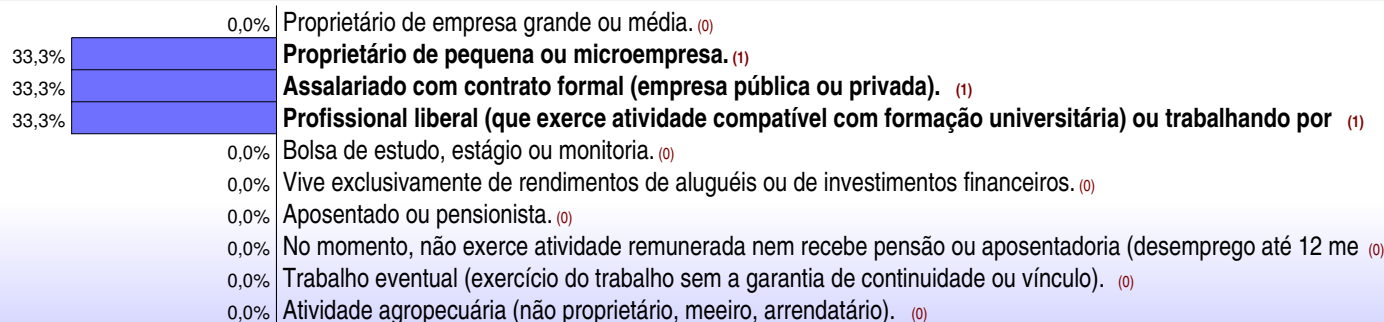 0,0% Proprietário de empresa grande ou média. (0)
33,3% Proprietário de pequena ou microempresa. (1)
33,3% Assalariado com contrato formal (empresa pública ou privada). (1)
33,3% Profissional liberal (que exerce atividade compatível com formação universitária) ou trabalhando por (1)
0,0% Bolsa de estudo, estágio ou monitoria. (0)
0,0% Vive exclusivamente de rendimentos de aluguéis ou de investimentos financeiros. (0)
0,0% Aposentado ou pensionista. (0)
0,0% No momento, não exerce atividade remunerada nem recebe pensão ou aposentadoria (desemprego até 12 me (0)
0,0% Trabalho eventual (exercício do trabalho sem a garantia de continuidade ou vínculo). (0)
0,0% Atividade agropecuária (não proprietário, meeiro, arrendatário). (0)